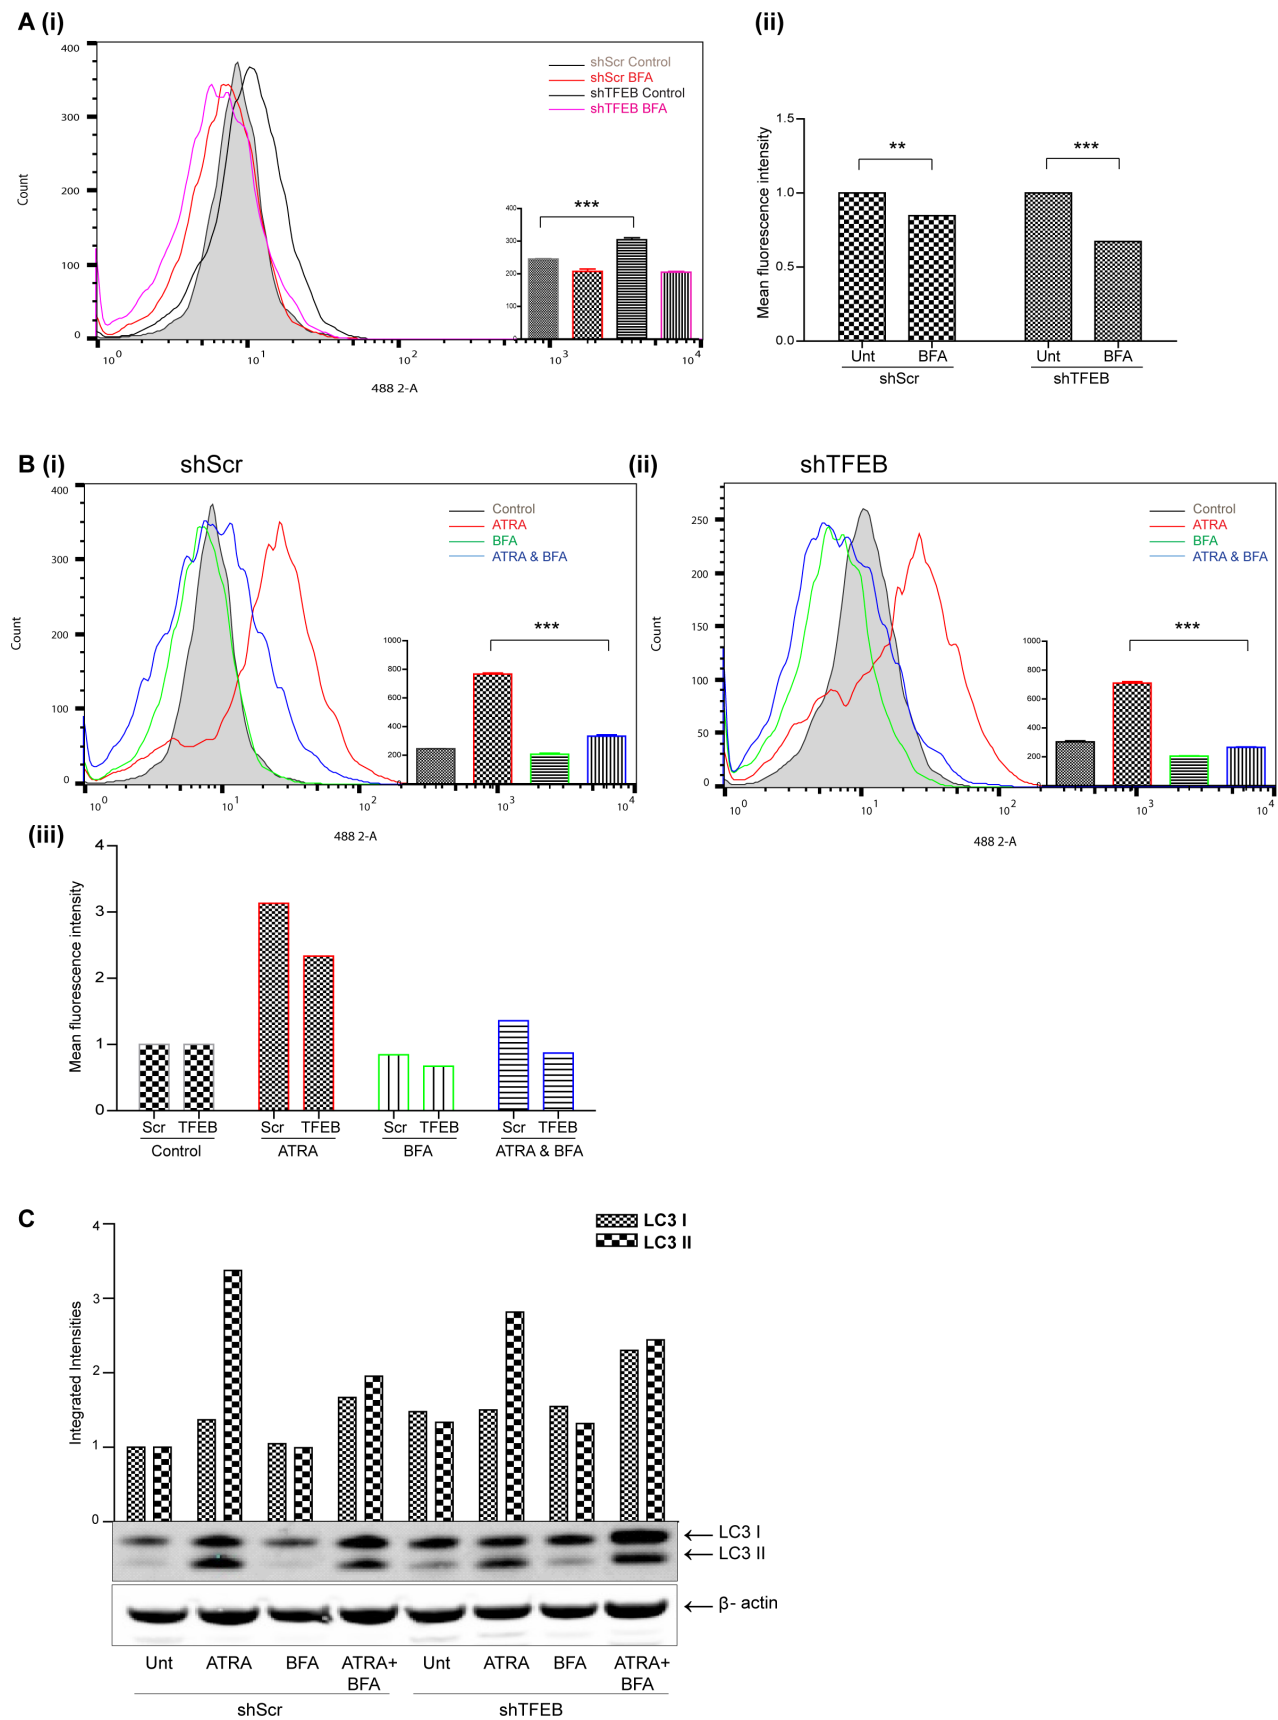 A (i)
400
300
200
100
0
Count
10^0
10^1
10^2
10^3
10^4
488 2-A
shScr Control
shScr BFA
shTFEB Control
shTFEB BFA
***
400
300
200
100
0
(ii)
Mean fluorescence intensity
1.5
1.0
0.5
0.0
**
***
Unt
BFA
Unt
BFA
shScr
shTFEB
B (i)
shScr
400
300
200
100
0
Count
10^0
10^1
10^2
10^3
10^4
488 2-A
Control
ATRA
BFA
ATRA & BFA
***
1000
800
600
400
200
0
(ii)
shTFEB
250
200
150
100
50
0
Count
10^0
10^1
10^2
10^3
10^4
488 2-A
Control
ATRA
BFA
ATRA & BFA
***
1000
800
600
400
200
0
(iii)
Mean fluorescence intensity
4
3
2
1
0
Scr TFEB Scr TFEB Scr TFEB Scr TFEB
Control ATRA BFA ATRA & BFA
C
Integrated Intensities
4
3
2
1
0
LC3 I
LC3 II
LC3 I
LC3 II
β- actin
Unt ATRA BFA ATRA+ Unt ATRA BFA ATRA+
BFA BFA
shScr shTFEB